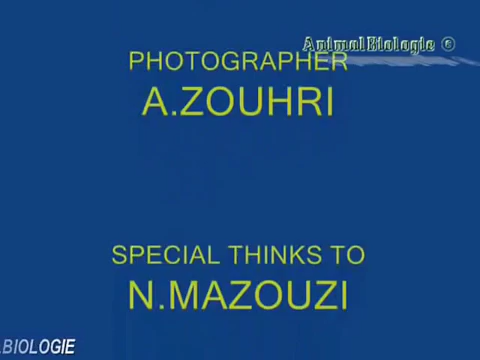 AnimalBiologie ©
PHOTOGRAPHER
A.ZOUHRI
SPECIAL THINKS TO
N.MAZOUZI
.BIOLOGIE